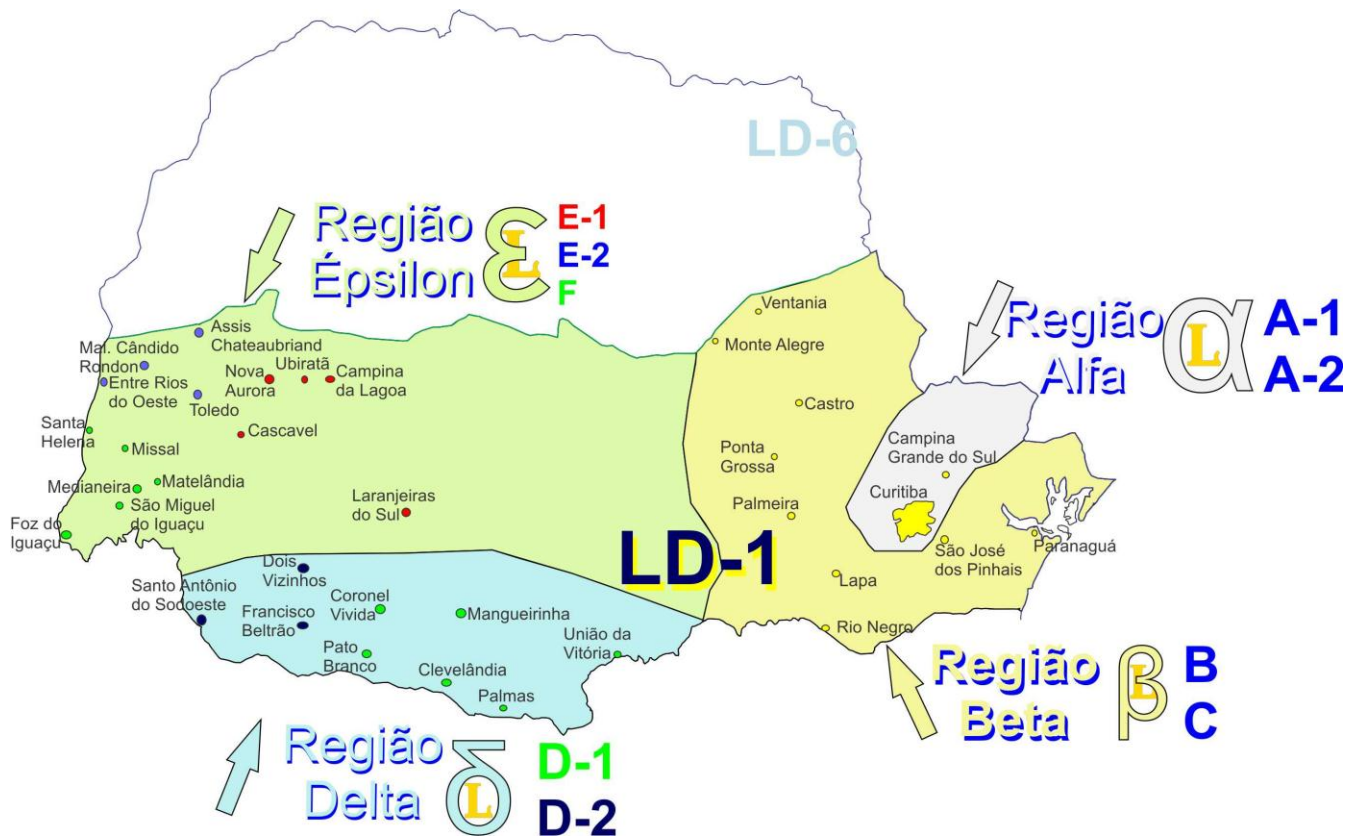 LD-6
Região
Épsilon
ε
L
E-1
E-2
F
Ventania
Monte Alegre
Região
Alfa
α
L
A-1
A-2
Assis
Chateaubriand
Mal. Cândido
Rondon
Ubiratã
Nova
Aurora
Campina
da Lagoa
Entre Rios
do Oeste
Toledo
Castro
Santa
Helena
Cascavel
Missal
Campina
Grande do Sul
Ponta
Grossa
Matelândia
Medianeira
São Miguel
do Iguaçu
Laranjeiras
do Sul
Palmeira
Curitiba
Foz do
Iguaçu
LD-1
São José
dos Pinhais
Paranaguá
Dois
Vizinhos
Lapa
Santo Antônio
do Sodoeste
Francisco
Beltrão
Coronel
Vivida
Mangueirinha
Rio Negro
União da
Vitória
Pato
Branco
Clevelândia
Palmas
Região
Beta
β
L
B
C
Região
Delta
δ
L
D-1
D-2